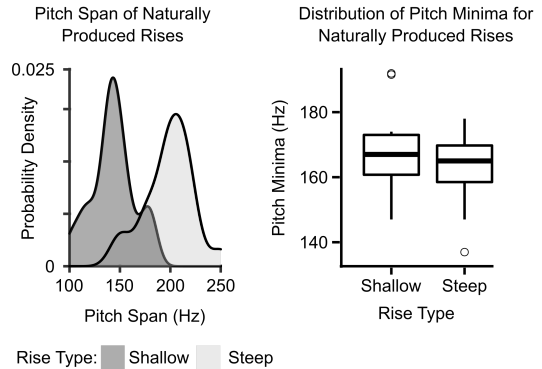 Pitch Span of Naturally
Produced Rises
0.025
0
Probability Density
100 150 200 250
Pitch Span (Hz)
Distribution of Pitch Minima for
Naturally Produced Rises
180
160
140
Pitch Minima (Hz)
Shallow Steep
Rise Type
Rise Type: Shallow Steep